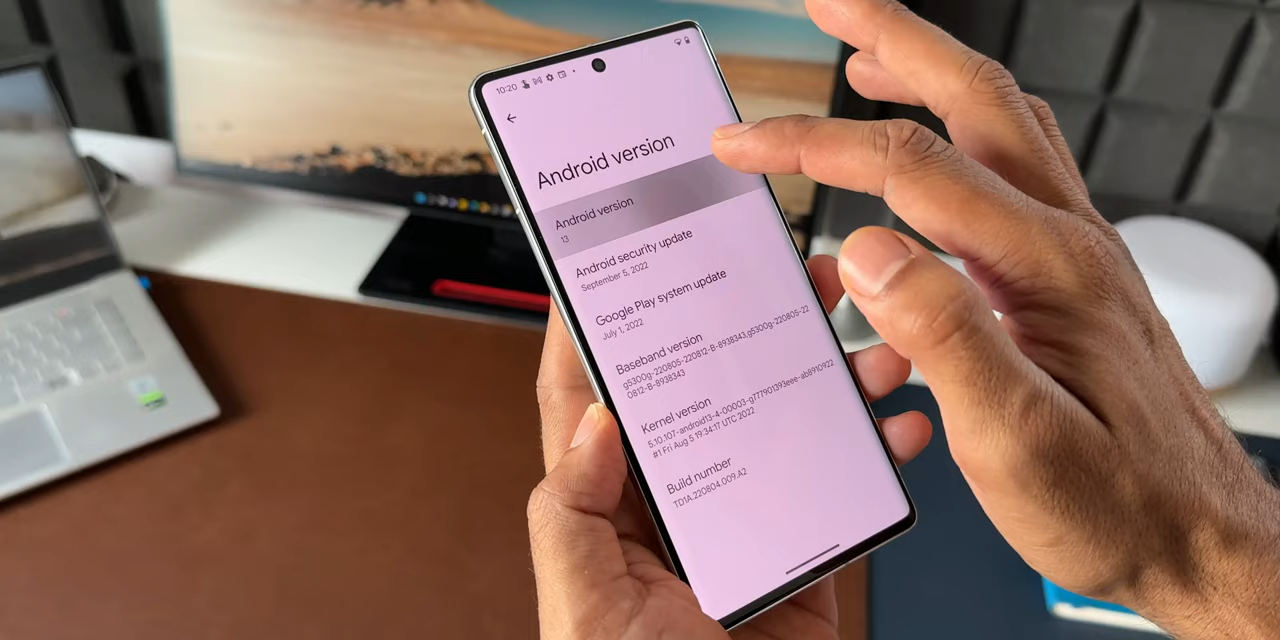 10:20
Android version
Android version
13
Android security update
September 5, 2022
Google Play system update
July 1, 2022
Baseband version
g5300g-220805-220812-B-8938343,g5300g-220805-22
0812-B-8938343
Kernel version
5.10.107-android13-4-00003-g777901393eee-ab8910922
#1 Fri Aug 5 19:34:17 UTC 2022
Build number
TD1A.220804.009.A2